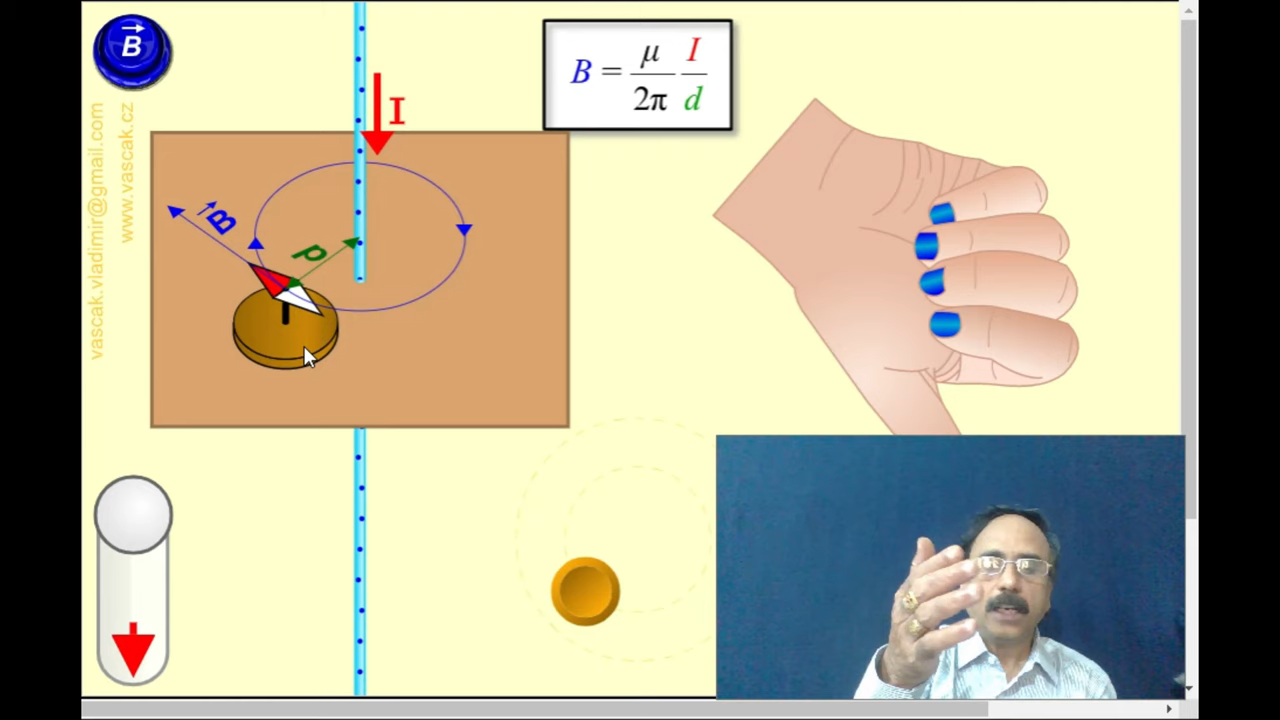 B
B = μ I
2π d
I
B
d
vascak.vladimir@gmail.com
www.vascak.cz